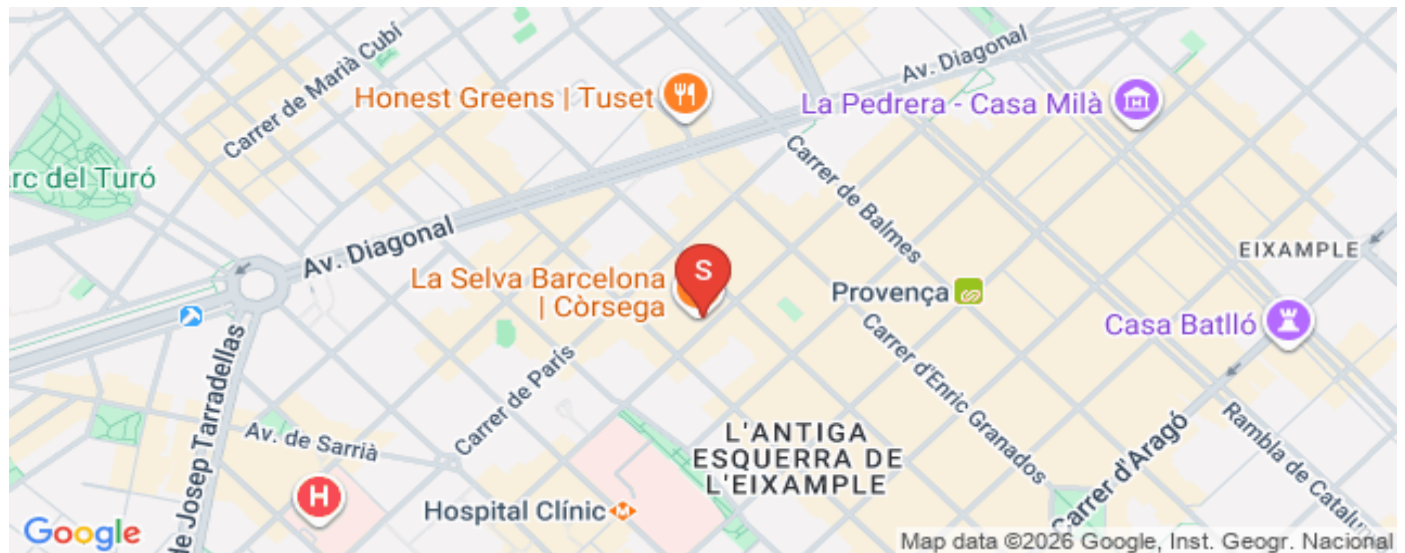 Carrer de Marià Cubí
Av. Diagonal
Honest Greens | Tuset
La Pedrera - Casa Milà
rc del Turó
Carrer de Balmes
Av. Diagonal
EIXAMPLE
La Selva Barcelona
| Còrsega
S
Provença
Casa Batlló
Carrer d'Enric Granados
de Josep Tarradellas
Carrer de París
Av. de Sarrià
L'ANTIGA
ESQUERRA DE
L'EIXAMPLE
Carrer d'Aragó
Rambla de Catalu
H
Hospital Clínic
Google
Map data ©2026 Google, Inst. Geogr. Nacional